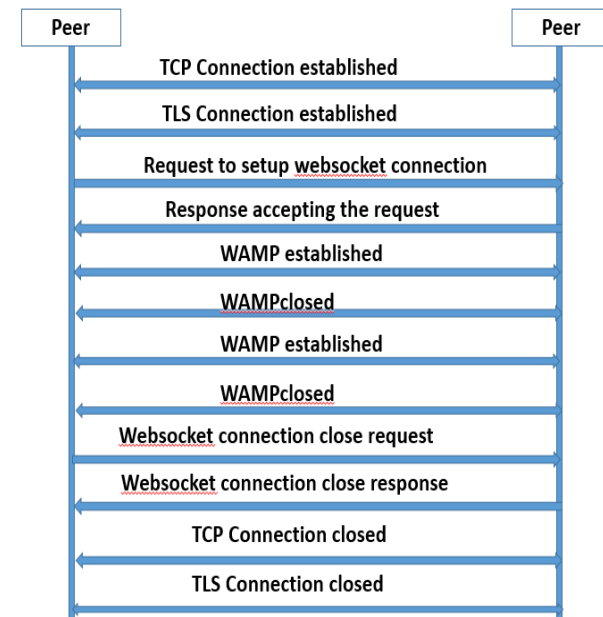 Peer
Peer
TCP Connection established
TLS Connection established
Request to setup websocket connection
Response accepting the request
WAMP established
WAMPclosed
WAMP established
WAMPclosed
Websocket connection close request
Websocket connection close response
TCP Connection closed
TLS Connection closed